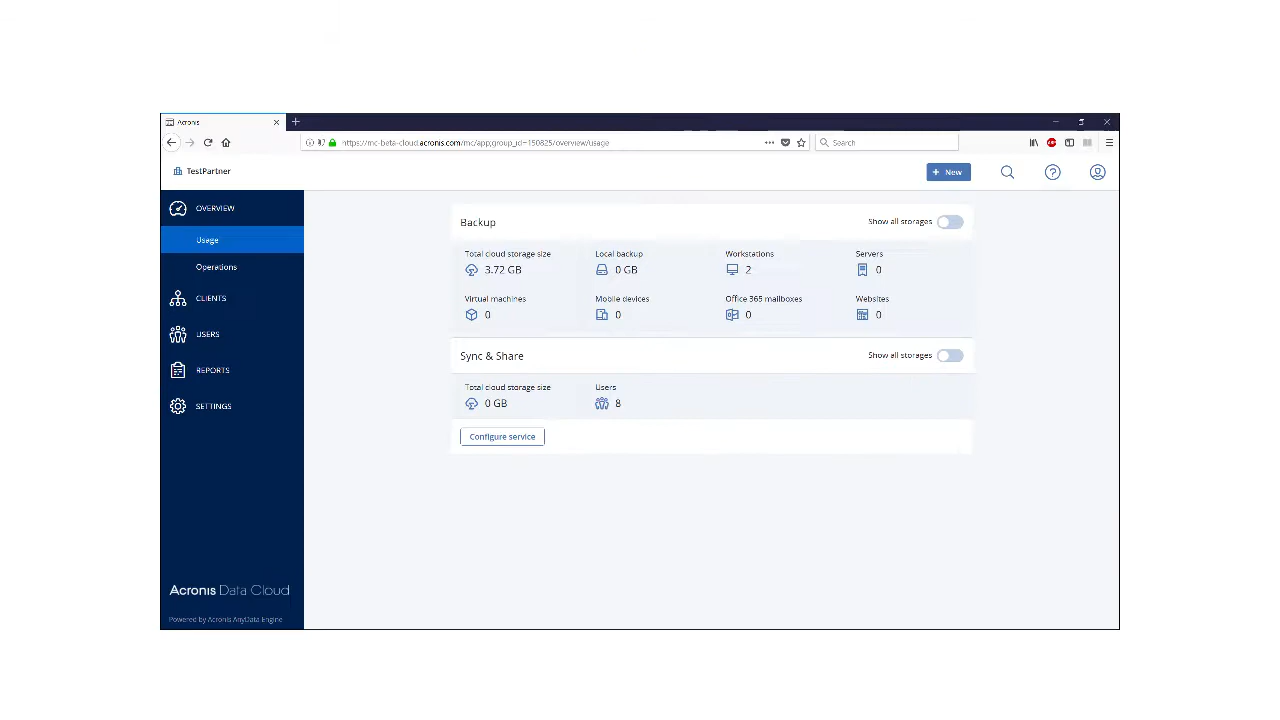 Acronis
https://mc-beta-cloud.acronis.com/mc/app;group_id=150825/overview/usage
Search
TestPartner
+ New
OVERVIEW
Usage
Operations
CLIENTS
USERS
REPORTS
SETTINGS
Backup
Show all storages
Total cloud storage size
3.72 GB
Local backup
0 GB
Workstations
2
Servers
0
Virtual machines
0
Mobile devices
0
Office 365 mailboxes
0
Websites
0
Sync & Share
Show all storages
Total cloud storage size
0 GB
Users
8
Configure service
Acronis Data Cloud
Powered by Acronis AnyData Engine